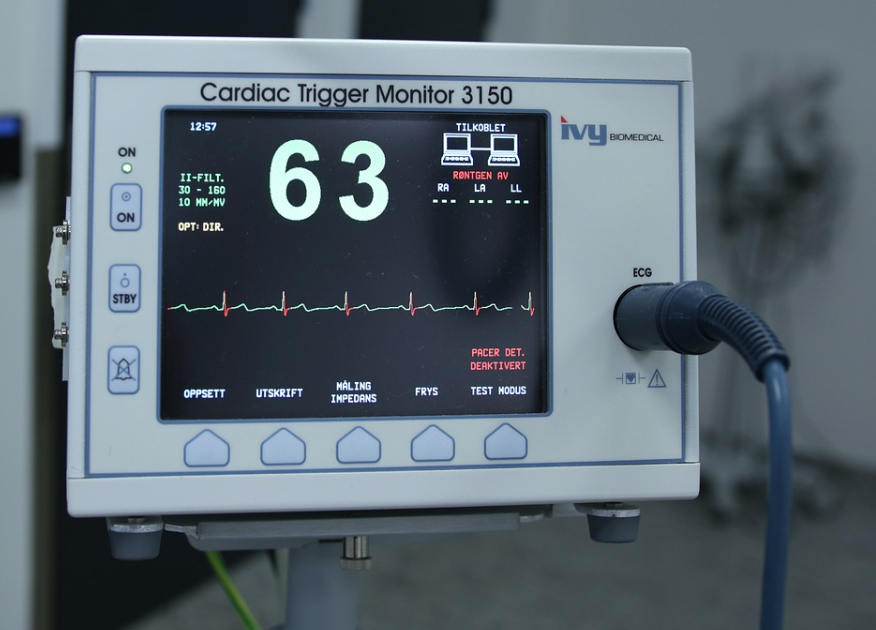 Cardiac Trigger Monitor 3150
ivy BIOMEDICAL
12:57
63
TILKOBLET
RØNTGEN AV
RA LA LL
--- --- ---
II-FILT.
30 - 160
10 MM/MV
OPT: DIR.
ON
ON
STBY
ECG
PACER DET.
DEAKTIVERT
OPPSETT
UTSKRIFT
MÅLING
IMPEDANS
FRYS
TEST MODUS